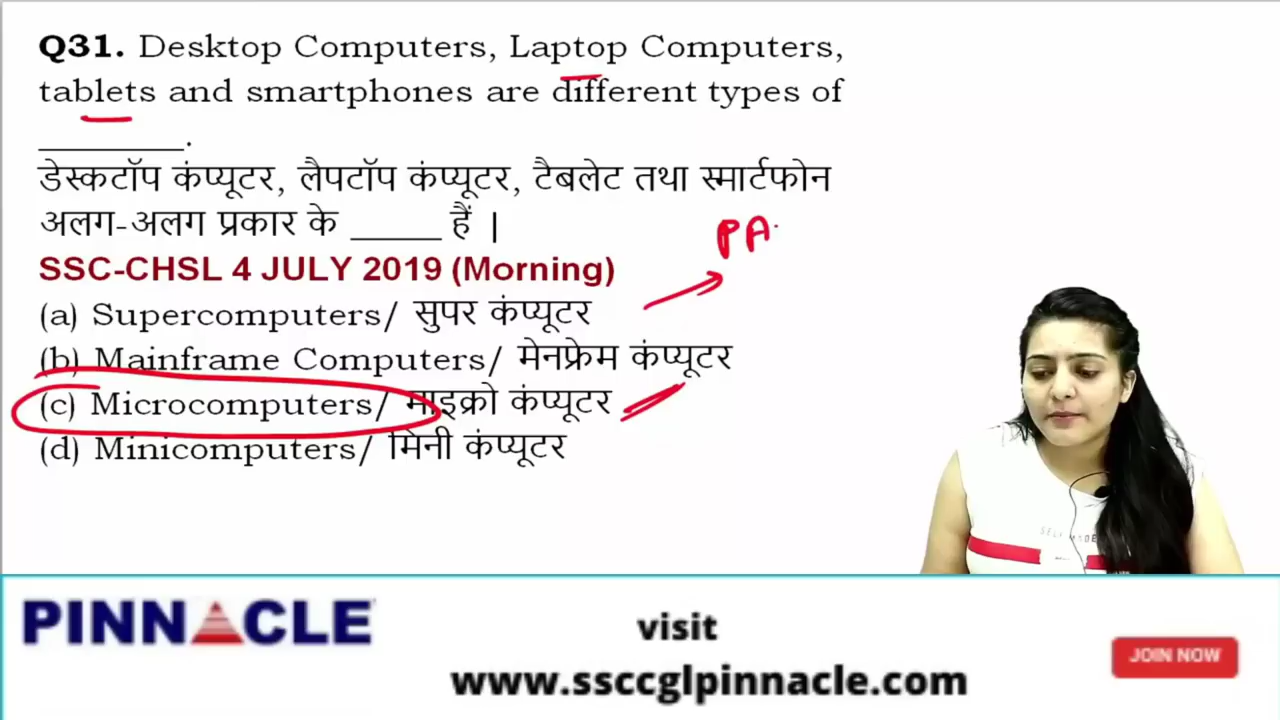 Q31. Desktop Computers, Laptop Computers,
tablets and smartphones are different types of
________.
डेस्कटॉप कंप्यूटर, लैपटॉप कंप्यूटर, टैबलेट तथा स्मार्टफोन
अलग-अलग प्रकार के _____ हैं |
PA
SSC-CHSL 4 JULY 2019 (Morning)
(a) Supercomputers/ सुपर कंप्यूटर
(b) Mainframe Computers/ मेनफ्रेम कंप्यूटर
(c) Microcomputers/ माइक्रो कंप्यूटर
(d) Minicomputers/ मिनी कंप्यूटर
PINNACLE
visit
www.ssccglpinnacle.com
JOIN NOW